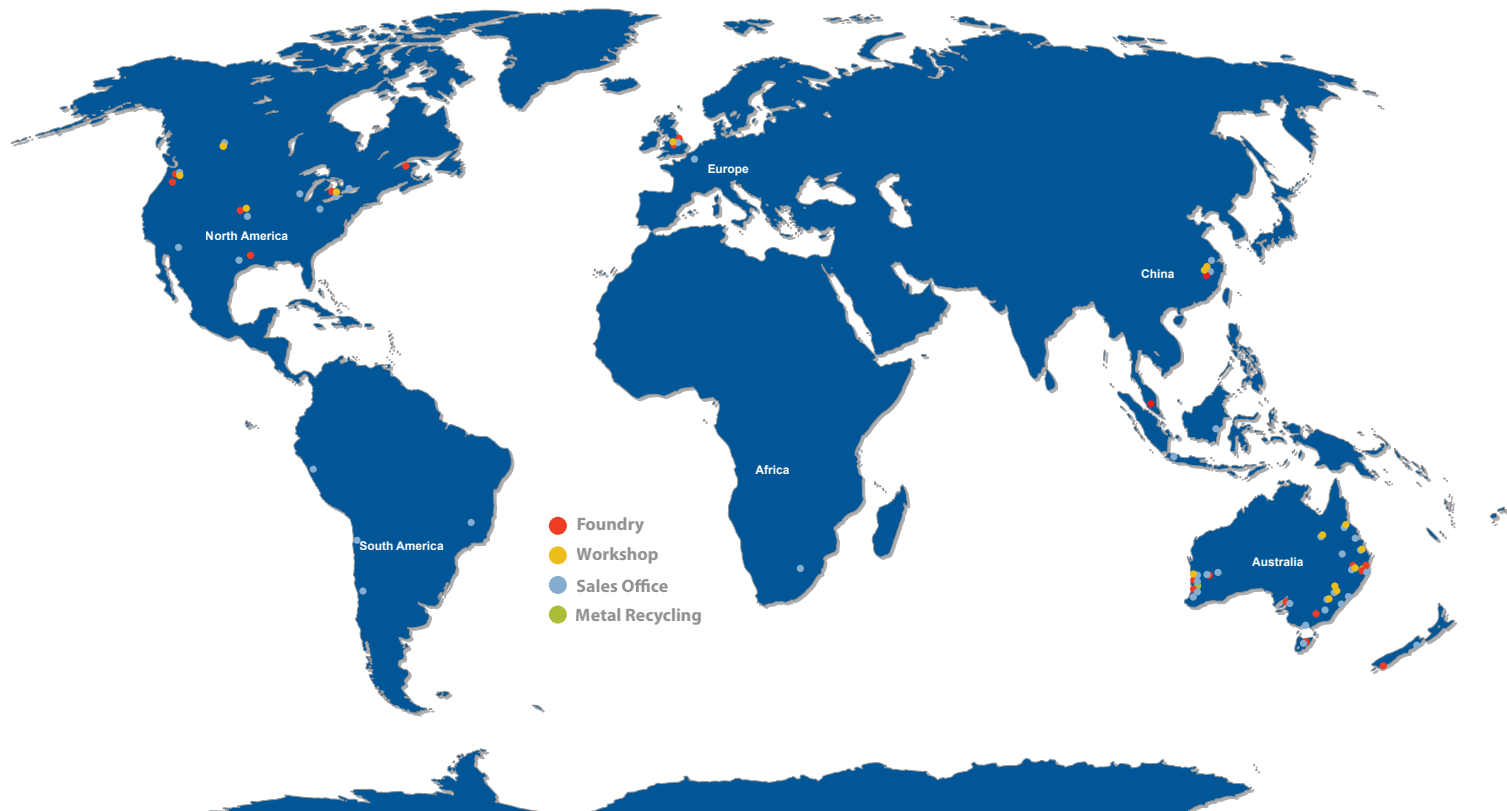 Europe
North America
China
Africa
Foundry
South America
Workshop
Australia
Sales Office
Metal Recycling